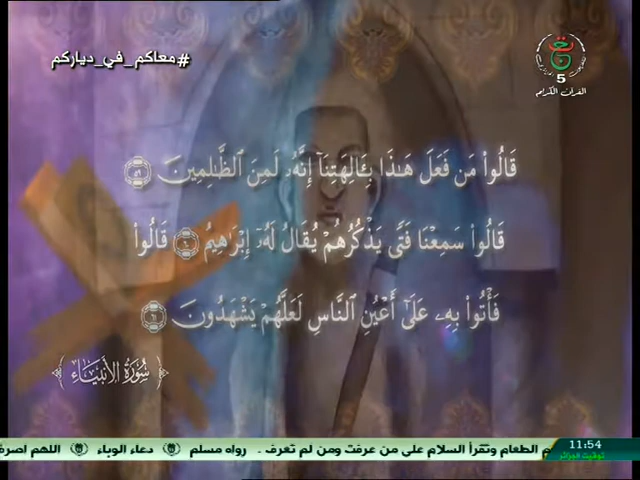 #معاكم_في_دياركم
5
القرآن الكريم
قَالُوا۟ مَن فَعَلَ هَـٰذَا بِـَٔالِهَتِنَآ إِنَّهُۥ لَمِنَ ٱلظَّـٰلِمِينَ ٥٩
قَالُوا۟ سَمِعْنَا فَتًى يَذْكُرُهُمْ يُقَالُ لَهُۥٓ إِبْرَٰهِيمُ ٦٠ قَالُوا۟
فَأْتُوا۟ بِهِۦ عَلَىٰٓ أَعْيُنِ ٱلنَّاسِ لَعَلَّهُمْ يَشْهَدُونَ ٦١
سُورَةُ الأَنبِيَاءِ
11:54
توقيت الجزائر
م الطعام وتقرأ السلام على من عرفت ومن لم تعرف . رواه مسلم دعاء الوباء اللهم اصرف